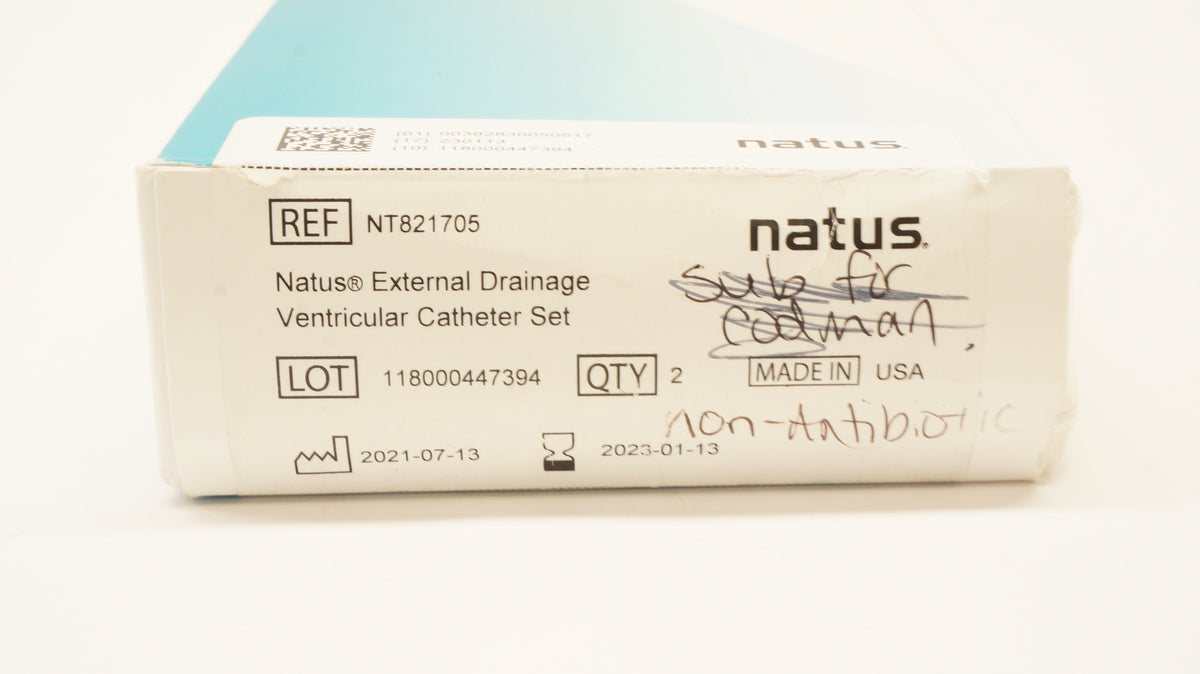 (01) 00382830050517
(17) 230113
(10) 118000447394
natus.
REF NT821705
natus®
Natus® External Drainage
Ventricular Catheter Set
sub for
codman.
LOT 118000447394 QTY 2 MADE IN USA
non-Antibiotic
2021-07-13 2023-01-13